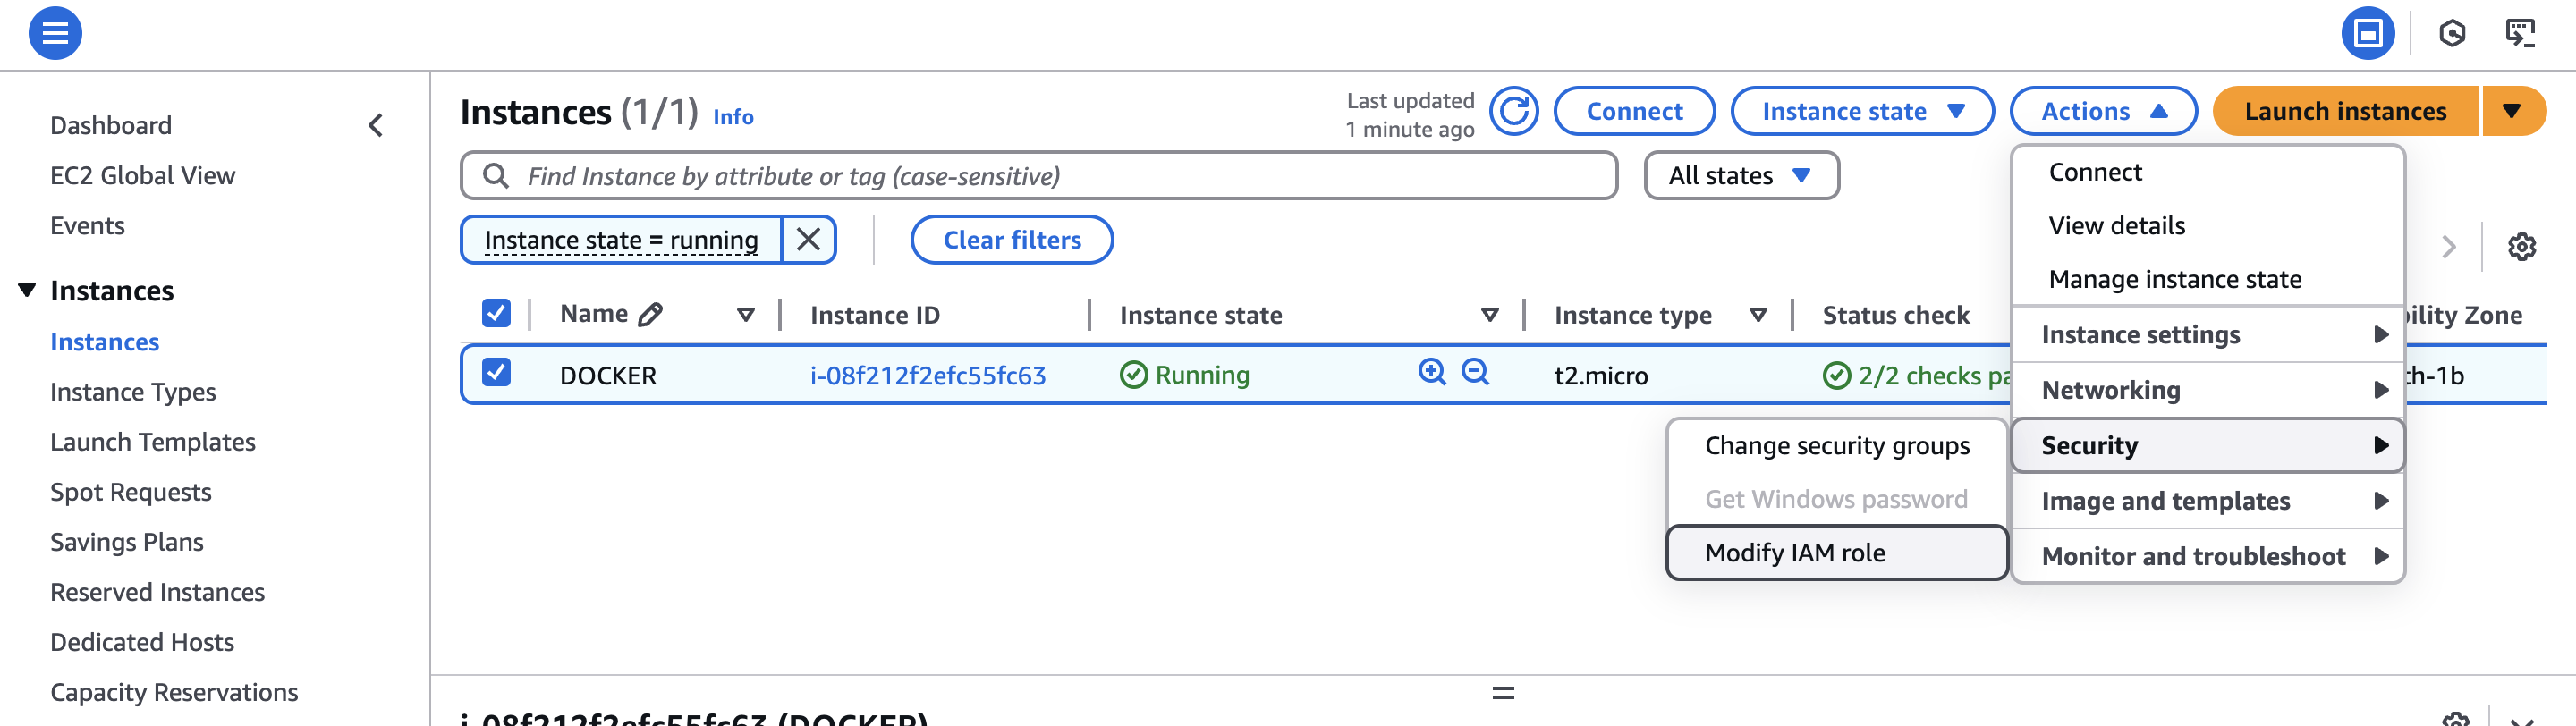 Dashboard
EC2 Global View
Events
Instances
Instances
Instance Types
Launch Templates
Spot Requests
Savings Plans
Reserved Instances
Dedicated Hosts
Capacity Reservations
Instances (1/1) Info
Last updated
1 minute ago
Connect
Instance state
Actions
Launch instances
Find Instance by attribute or tag (case-sensitive)
All states
Instance state = running
Clear filters
Name
Instance ID
Instance state
Instance type
Status check
bility Zone
DOCKER
i-08f212f2efc55fc63
Running
t2.micro
2/2 checks pa
th-1b
Connect
View details
Manage instance state
Instance settings
Networking
Security
Image and templates
Monitor and troubleshoot
Change security groups
Get Windows password
Modify IAM role
i-08f212f2efc55fc63 (DOCKER)